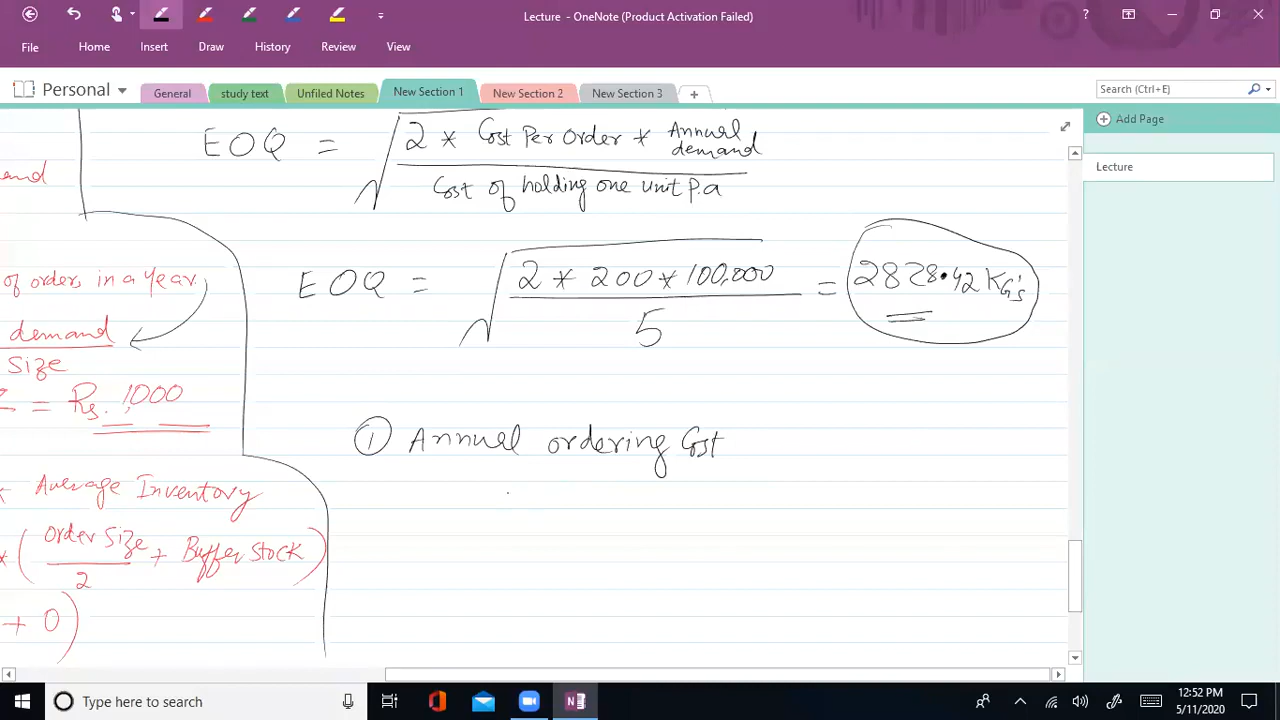 Lecture - OneNote (Product Activation Failed)
File Home Insert Draw History Review View
Personal General study text Unfiled Notes New Section 1 New Section 2 New Section 3 + Search (Ctrl+E)
Add Page
Lecture
EOQ = √ 2 * Cost Per Order * Annual demand
Cost of holding one unit P.a
and
EOQ = √ 2 * 200 * 100,000 = 2828.42 KG's
5
of order in a year.
demand
Size
= Rs. 1,000
① Annual ordering Cost
* Average Inventory
*( order Size + Buffer Stock )
2
+ 0 )
Type here to search
12:52 PM
5/11/2020